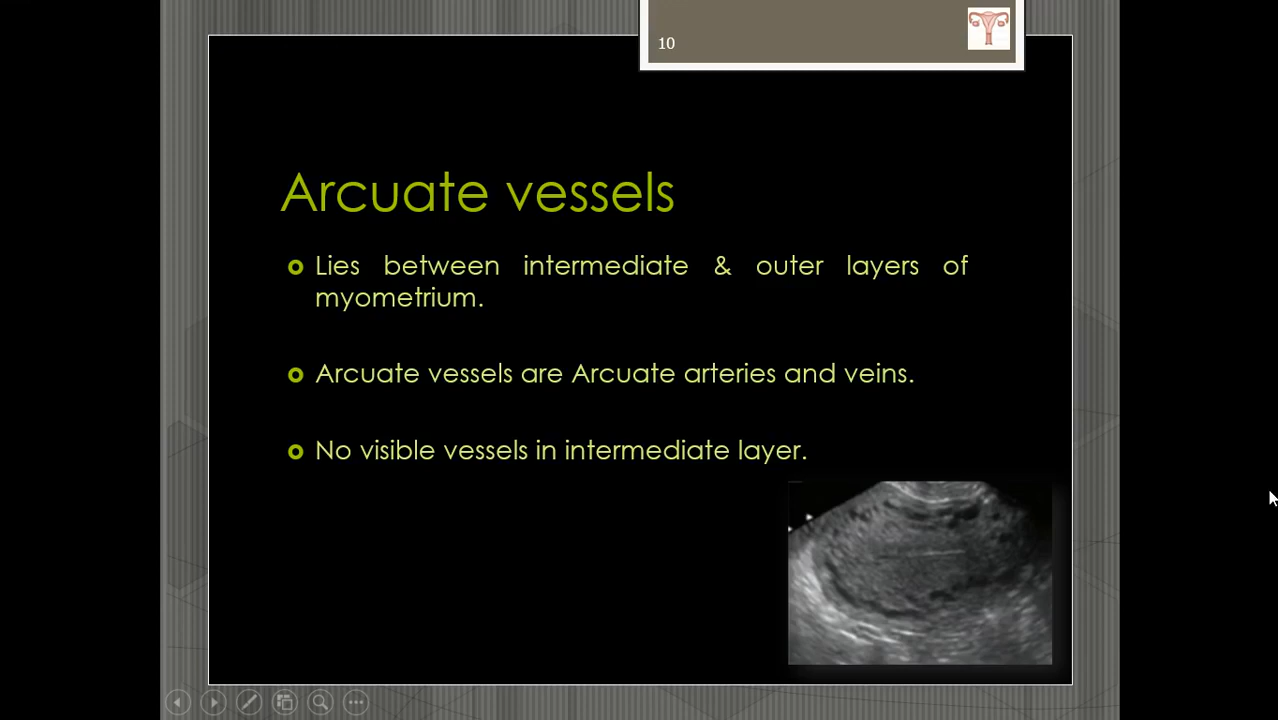 10
Arcuate vessels
Lies between intermediate & outer layers of
myometrium.
Arcuate vessels are Arcuate arteries and veins.
No visible vessels in intermediate layer.